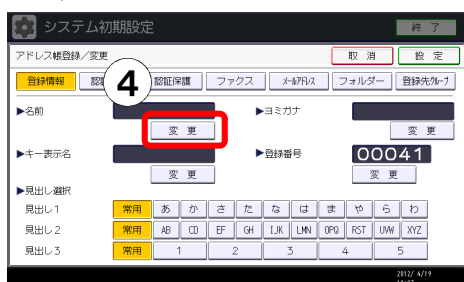 システム初期設定 終 了
アドレス帳登録／変更 取 消 設 定
登録情報 認 4 認証保護 ファクス メールアドレス フォルダー 登録先グループ
▶名前 ▶ヨミガナ
変 更 変 更
▶キー表示名 ▶登録番号 00041
変 更 変 更
▶見出し選択
見出し1 常用 あ か さ た な は ま や ら わ
見出し2 常用 AB CD EF GH IJK LMN OPQ RST UVW XYZ
見出し3 常用 1 2 3 4 5
2012/ 4/19